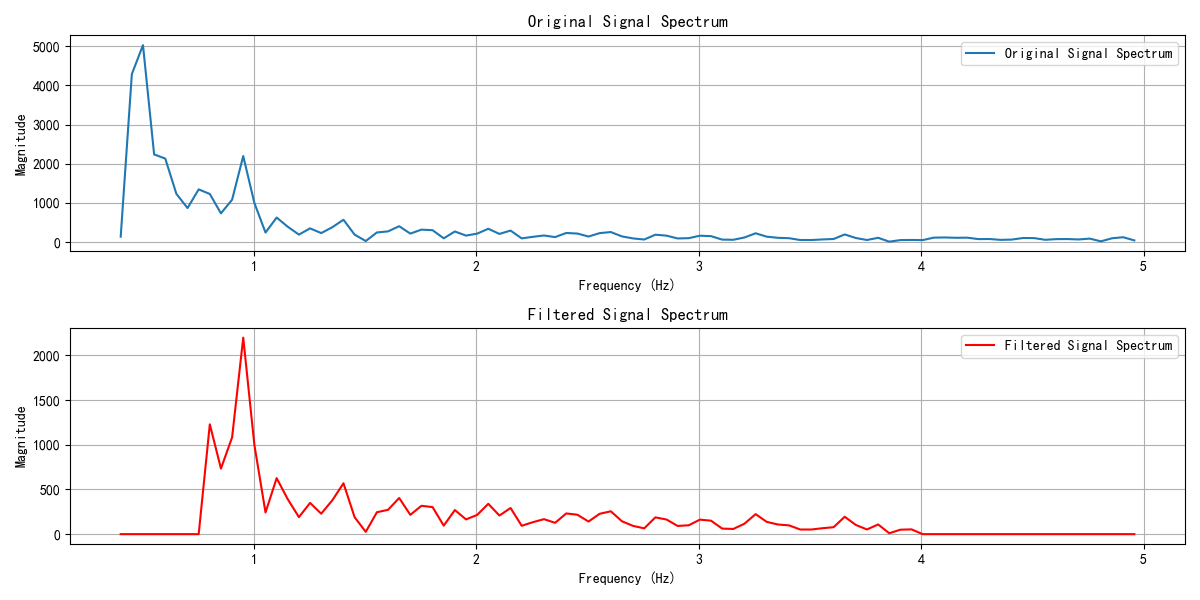 Original Signal Spectrum
5000
4000
3000
2000
1000
0
Magnitude
Original Signal Spectrum
1 2 3 4 5
Frequency (Hz)
Filtered Signal Spectrum
2000
1500
1000
500
0
Magnitude
Filtered Signal Spectrum
1 2 3 4 5
Frequency (Hz)